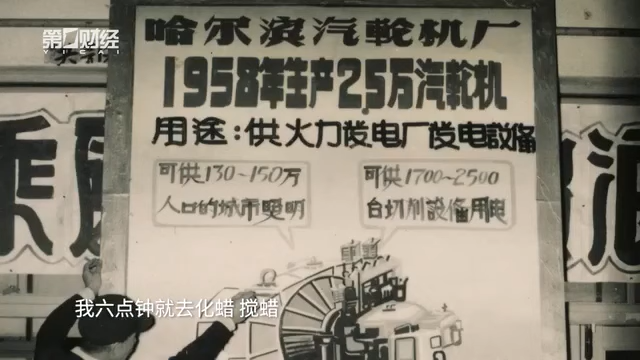 第一财经
YICAI
哈尔滨汽轮机厂
1958年生产2.5万汽轮机
用途:供火力发电厂发电設备
可供130~150万
人口的城市照明
可供1700~2500
台切削設备用电
我六点钟就去化蜡 搅蜡